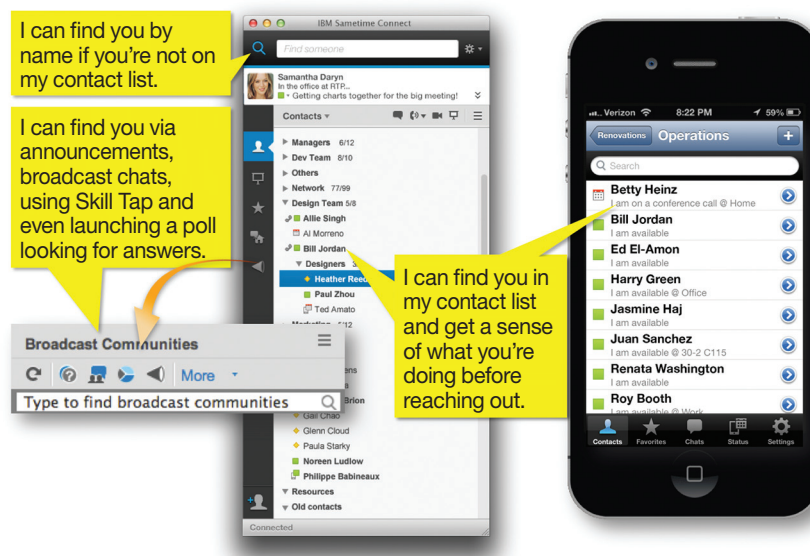 I can find you by
name if you're not on
my contact list.
I can find you via
announcements,
broadcast chats,
using Skill Tap and
even launching a poll
looking for answers.
Broadcast Communities
More
Type to find broadcast communities
IBM Sametime Connect
Find someone
Samantha Daryn
In the office at RTP...
Getting charts together for the big meeting!
Contacts
Managers 6/12
Dev Team 8/10
Others
Network 77/99
Design Team 5/8
Allie Singh
Al Morreno
Bill Jordan
Designers
Heather Reed
Paul Zhou
Ted Amato
Brion
Gail Chao
Glenn Cloud
Paula Starky
Noreen Ludlow
Philippe Babineaux
Resources
Old contacts
Connected
I can find you in
my contact list
and get a sense
of what you're
doing before
reaching out.
Verizon 8:22 PM 59%
Renovations Operations +
Search
Betty Heinz
I am on a conference call @ Home
Bill Jordan
I am available
Ed El-Amon
I am available
Harry Green
I am available @ Office
Jasmine Haj
I am available
Juan Sanchez
I am available @ 30-2 C115
Renata Washington
I am available
Roy Booth
I am available @ Work
Contacts Favorites Chats Status Settings